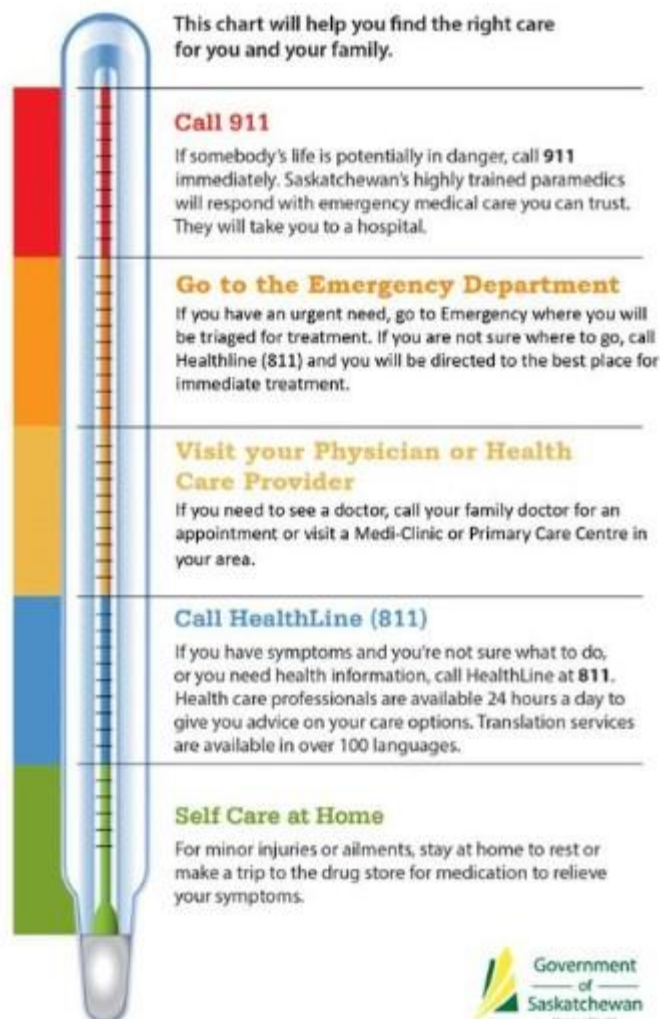 This chart will help you find the right care
for you and your family.
Call 911
If somebody's life is potentially in danger, call 911
immediately. Saskatchewan's highly trained paramedics
will respond with emergency medical care you can trust.
They will take you to a hospital.
Go to the Emergency Department
If you have an urgent need, go to Emergency where you will
be triaged for treatment. If you are not sure where to go, call
Healthline (811) and you will be directed to the best place for
immediate treatment.
Visit your Physician or Health
Care Provider
If you need to see a doctor, call your family doctor for an
appointment or visit a Medi-Clinic or Primary Care Centre in
your area.
Call HealthLine (811)
If you have symptoms and you're not sure what to do,
or you need health information, call HealthLine at 811.
Health care professionals are available 24 hours a day to
give you advice on your care options. Translation services
are available in over 100 languages.
Self Care at Home
For minor injuries or ailments, stay at home to rest or
make a trip to the drug store for medication to relieve
your symptoms.
Government
of
Saskatchewan